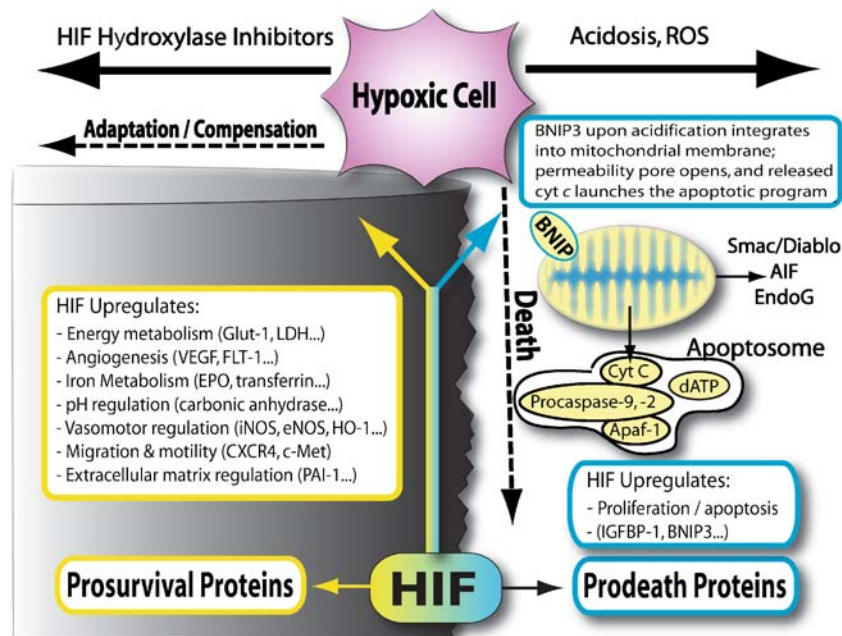 HIF Hydroxylase Inhibitors
Acidosis, ROS
Hypoxic Cell
Adaptation / Compensation
BNIP3 upon acidification integrates
into mitochondrial membrane;
permeability pore opens, and released
cyt c launches the apoptotic program
BNIP
Smac/Diablo
AIF
EndoG
Death
HIF Upregulates:
- Energy metabolism (Glut-1, LDH...)
- Angiogenesis (VEGF, FLT-1...)
- Iron Metabolism (EPO, transferrin...)
- pH regulation (carbonic anhydrase...)
- Vasomotor regulation (iNOS, eNOS, HO-1...)
- Migration & motility (CXCR4, c-Met)
- Extracellular matrix regulation (PAI-1...)
Apoptosome
Cyt C
dATP
Procaspase-9, -2
Apaf-1
HIF Upregulates:
- Proliferation / apoptosis
- (IGFBP-1, BNIP3...)
Prosurvival Proteins
HIF
Prodeath Proteins